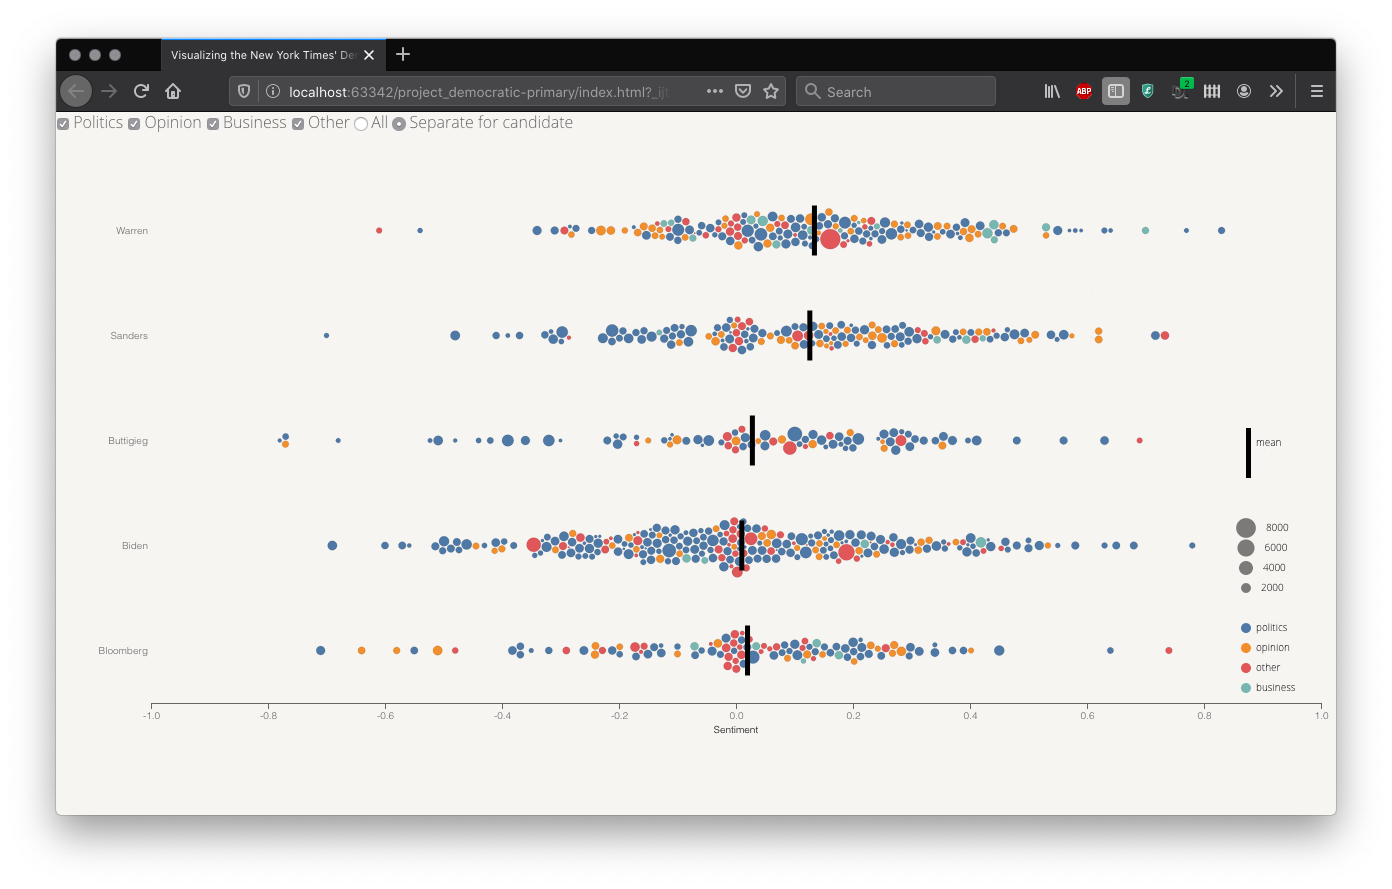 Visualizing the New York Times' De
localhost:63342/project_democratic-primary/index.html?_ijt
Search
ABP
2
Politics Opinion Business Other All Separate for candidate
Warren
Sanders
Buttigieg
mean
8000
Biden
6000
4000
2000
politics
Bloomberg
opinion
other
business
-1.0 -0.8 -0.6 -0.4 -0.2 0.0 0.2 0.4 0.6 0.8 1.0
Sentiment